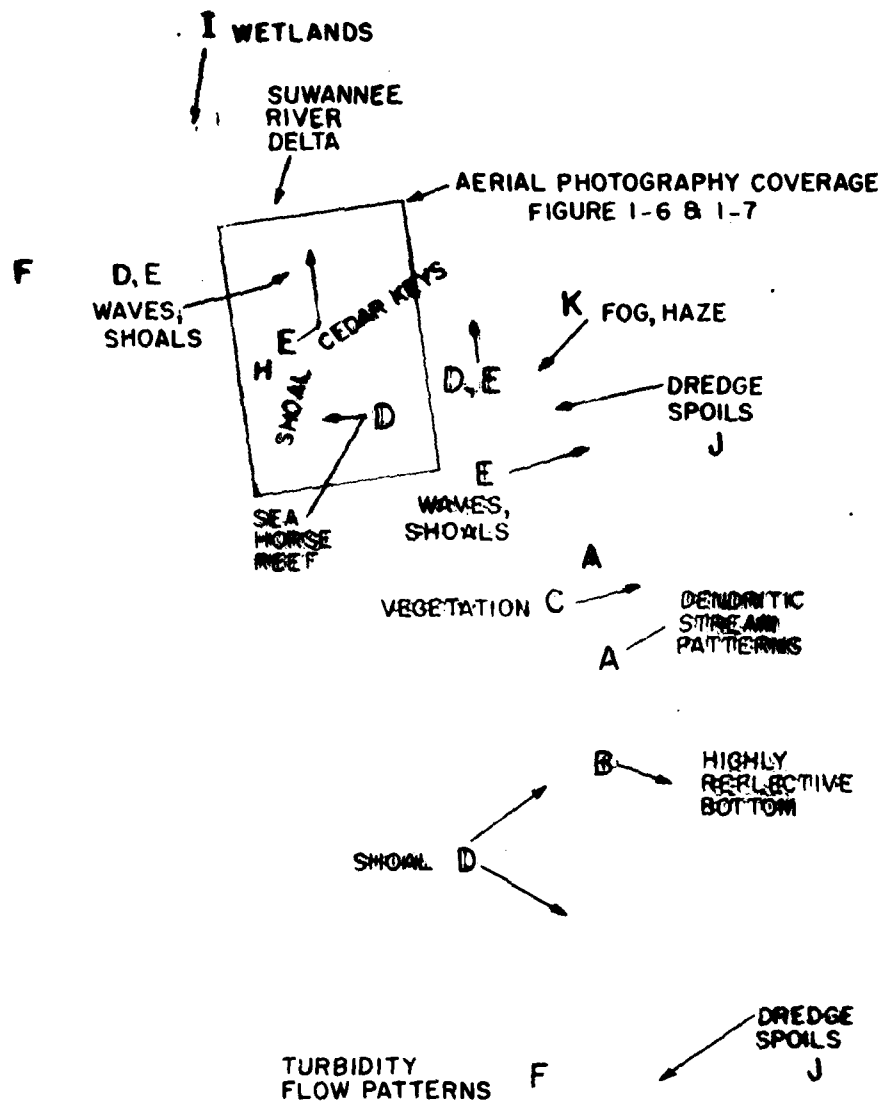 I WETLANDS
SUWANNEE
RIVER
DELTA
AERIAL PHOTOGRAPHY COVERAGE
FIGURE 1-6 & 1-7
F
D, E
WAVES,
SHOALS
CEDAR KEYS
E
H
SHOAL
D
SEA
HORSE
REEF
K FOG, HAZE
D, E
DREDGE
SPOILS
J
E
WAVES,
SHOALS
A
VEGETATION C
DENDRITIC
STREAM
PATTERNS
A
B
HIGHLY
REFLECTIVE
BOTTOM
SHOAL D
DREDGE
SPOILS
J
TURBIDITY
FLOW PATTERNS F